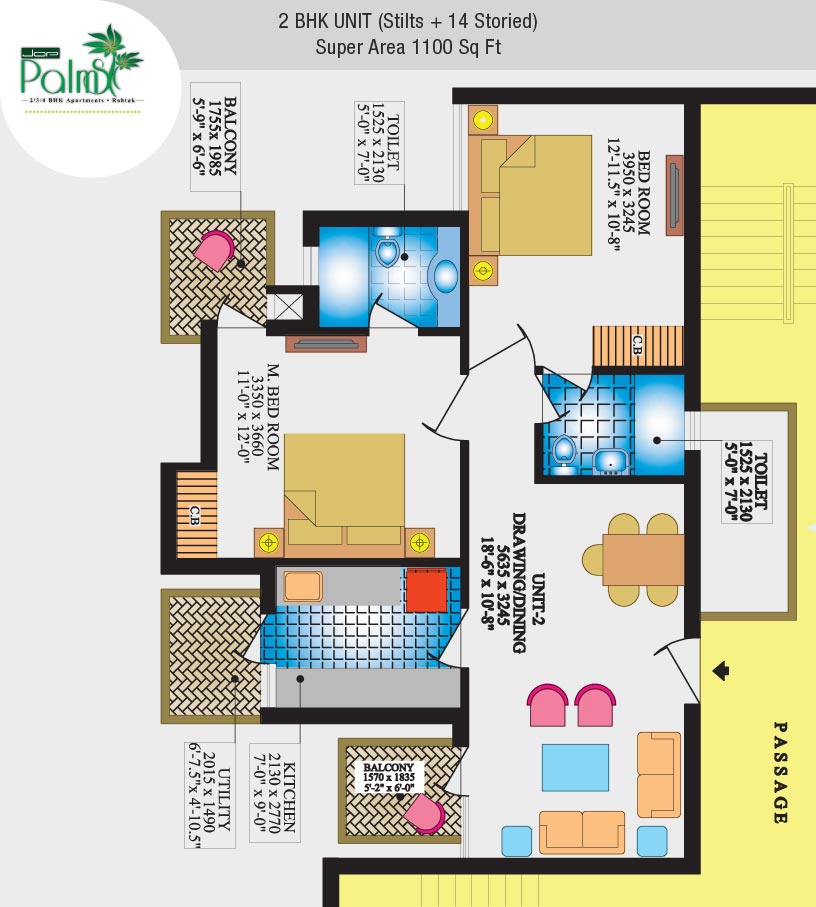 2 BHK UNIT (Stilts + 14 Storied)
Super Area 1100 Sq Ft
JOP
Palms
2/3/4 BHK Apartments • Rohtak
BALCONY
1755x 1985
5'-9" x 6'-6"
TOILET
1525 x 2130
5'-0" x 7'-0"
BED ROOM
3950 x 3245
12'-11.5" x 10'-8"
C.B
M. BED ROOM
3350 x 3660
11'-0" x 12'-0"
C.B
TOILET
1525 x 2130
5'-0" x 7'-0"
UNIT-2
DRAWING/DINING
5635 x 3245
18'-6" x 10'-8"
PASSAGE
UTILITY
2015 x 1490
6'-7.5"x 4'-10.5"
KITCHEN
2130 x 2770
7'-0" x 9'-0"
BALCONY
1570 x 1835
5'-2" x 6'-0"